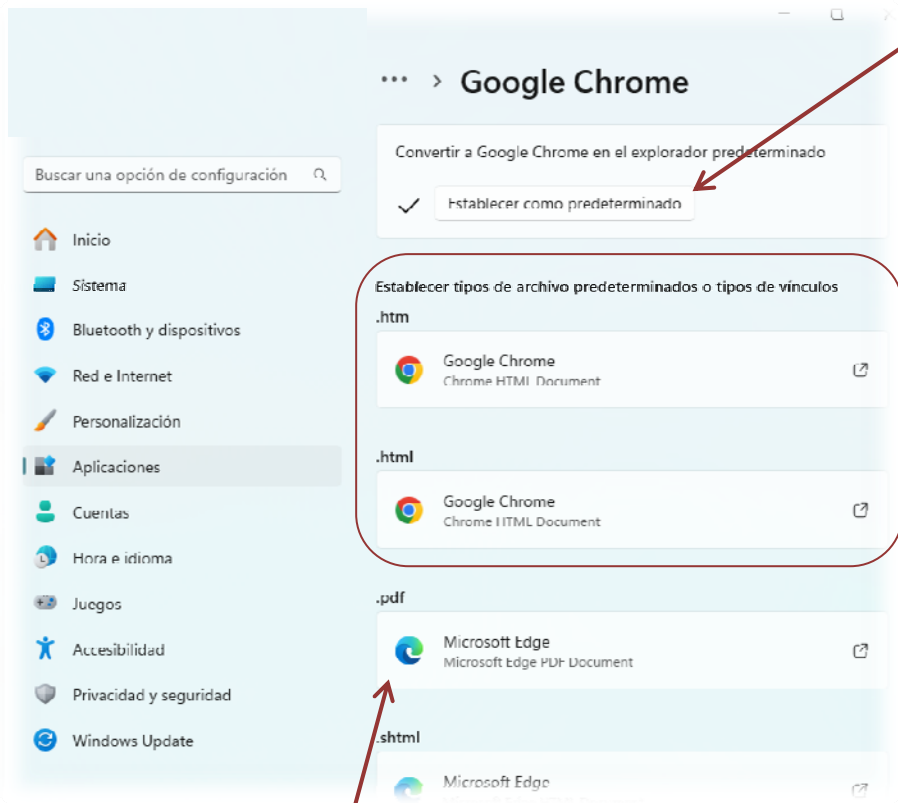 Google Chrome
Convertir a Google Chrome en el explorador predeterminado
Establecer como predeterminado
Buscar una opción de configuración
Inicio
Sistema
Bluetooth y dispositivos
Red e Internet
Personalización
Aplicaciones
Cuentas
Hora e idioma
Juegos
Accesibilidad
Privacidad y seguridad
Windows Update
Establecer tipos de archivo predeterminados o tipos de vínculos
.htm
Google Chrome
Chrome HTML Document
.html
Google Chrome
Chrome HTML Document
.pdf
Microsoft Edge
Microsoft Edge PDF Document
.shtml
Microsoft Edge